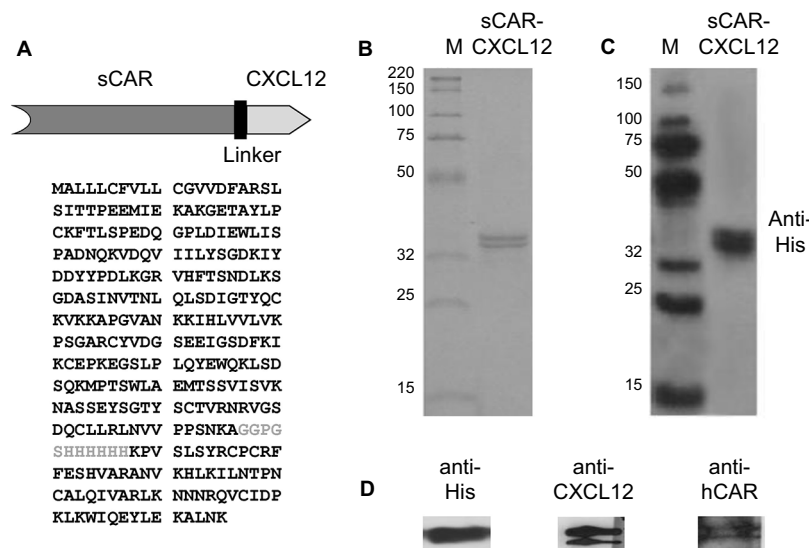 A
sCAR
CXCL12
Linker
MALLLCFVLL CGVVDFARSL
SITTPEEMIE KAKGETAYLP
CKFTLSPEDQ GPLDIEWLIS
PADNQKVDQV IILYSGDKIY
DDYYPDLKGR VHFTSNDLKS
GDASINVTNL QLSDIGTYQC
KVKKAPGVAN KKIHLVVLVK
PSGARCYVDG SEEIGSDFKI
KCEPKEGSLP LQYEWQKLSD
SQKMPTSWLA EMTSSVISVK
NASSEYSGTY SCTVRNRVGS
DQCLLRLNVV PPSNKAGGPG
SHHHHHHKPV SLSYRCPCRF
FESHVARANV KHLKILNTPN
CALQIVARLK NNNRQVCIDP
KLKWIQEYLE KALNK
B
M
sCAR-
CXCL12
220
150
100
75
50
32
25
15
C
M
sCAR-
CXCL12
150
100
75
50
32
25
15
Anti-
His
D
anti-
His
anti-
CXCL12
anti-
hCAR